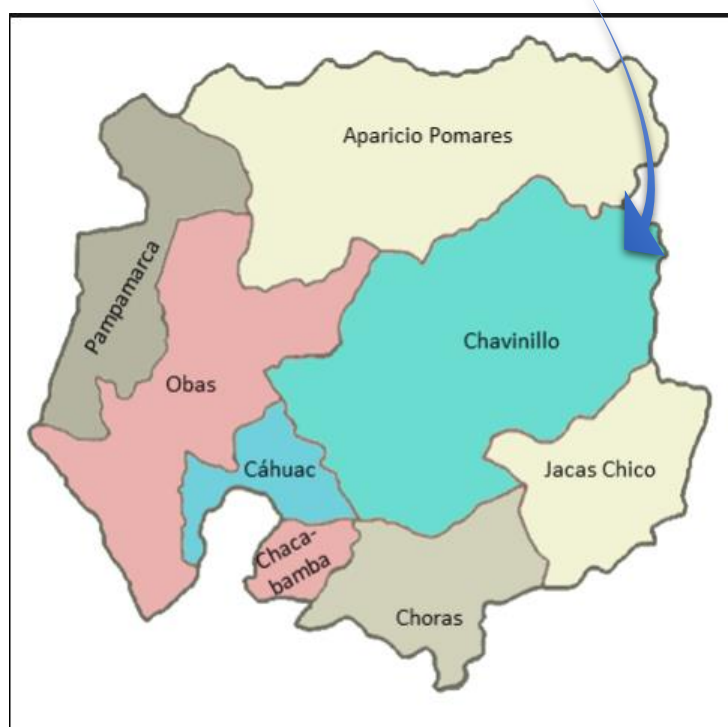 Aparicio Pomares
Pampamarca
Chavinillo
Obas
Cáhuac
Jacas Chico
Chaca-
bamba
Choras